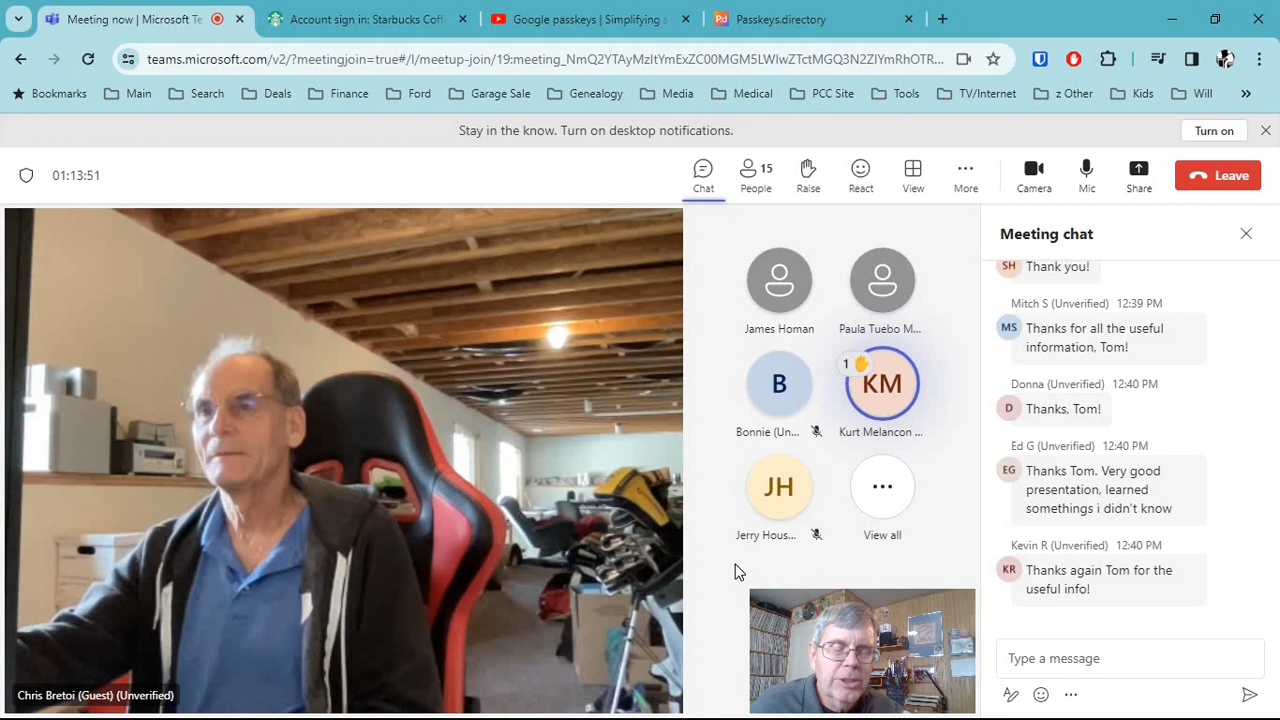 Meeting now | Microsoft Te
Account sign in: Starbucks Coff
Google passkeys | Simplifying s
Pd
Passkeys.directory
teams.microsoft.com/v2/?meetingjoin=true#/l/meetup-join/19:meeting_NmQ2YTAyMzItYmExZC00MGM5LWIwZTctMGQ3N2ZlYmRhOTR...
Bookmarks
Main
Search
Deals
Finance
Ford
Garage Sale
Genealogy
Media
Medical
PCC Site
Tools
TV/Internet
z Other
Kids
Will
Stay in the know. Turn on desktop notifications.
Turn on
01:13:51
Chat
15
People
Raise
React
View
More
Camera
Mic
Share
Leave
Meeting chat
SH
Thank you!
Mitch S (Unverified) 12:39 PM
MS
Thanks for all the useful
information, Tom!
Donna (Unverified) 12:40 PM
D
Thanks, Tom!
Ed G (Unverified) 12:40 PM
EG
Thanks Tom. Very good
presentation, learned
somethings i didn't know
Kevin R (Unverified) 12:40 PM
KR
Thanks again Tom for the
useful info!
Type a message
James Homan
Paula Tuebo M...
B
1
KM
Bonnie (Un...
Kurt Melancon ...
JH
Jerry Hous...
View all
Chris Bretoi (Guest) (Unverified)